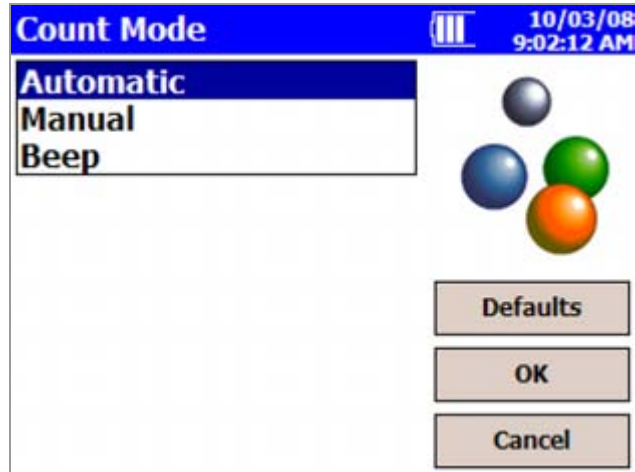 Count Mode
10/03/08
9:02:12 AM
Automatic
Manual
Beep
Defaults
OK
Cancel